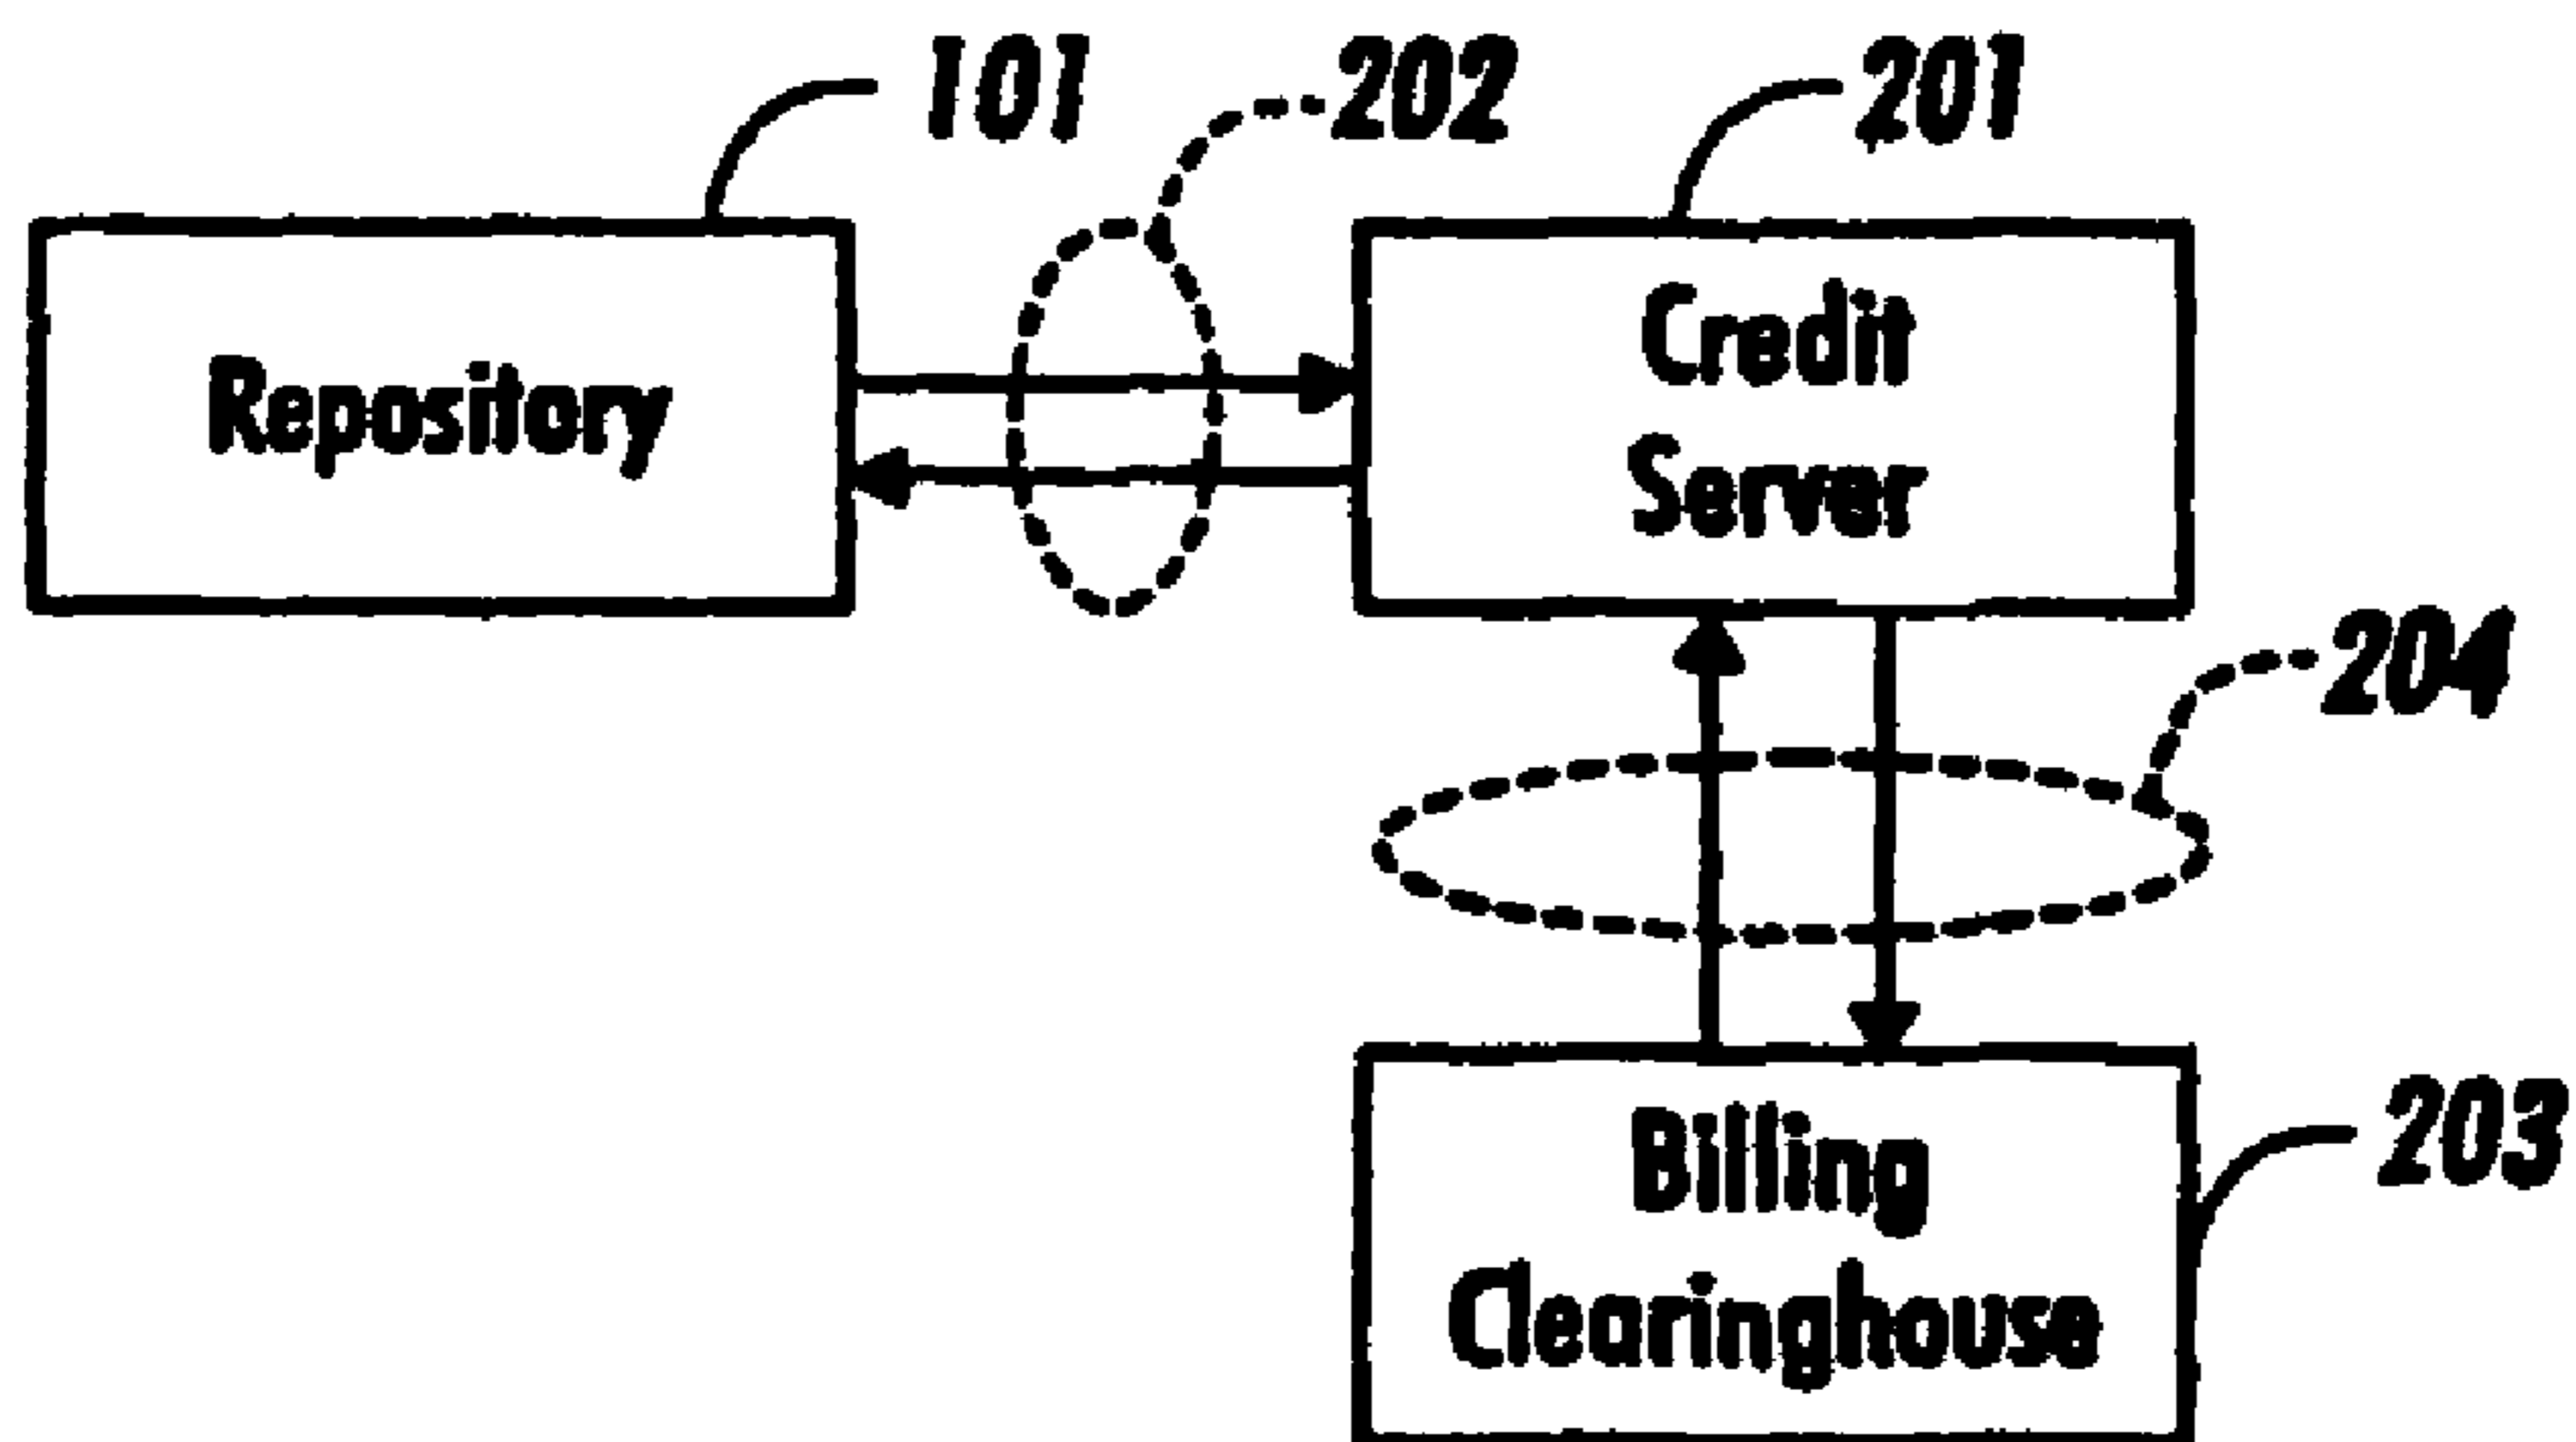 101
202
201
Repository
Credit
Server
204
Billing
Clearinghouse
203